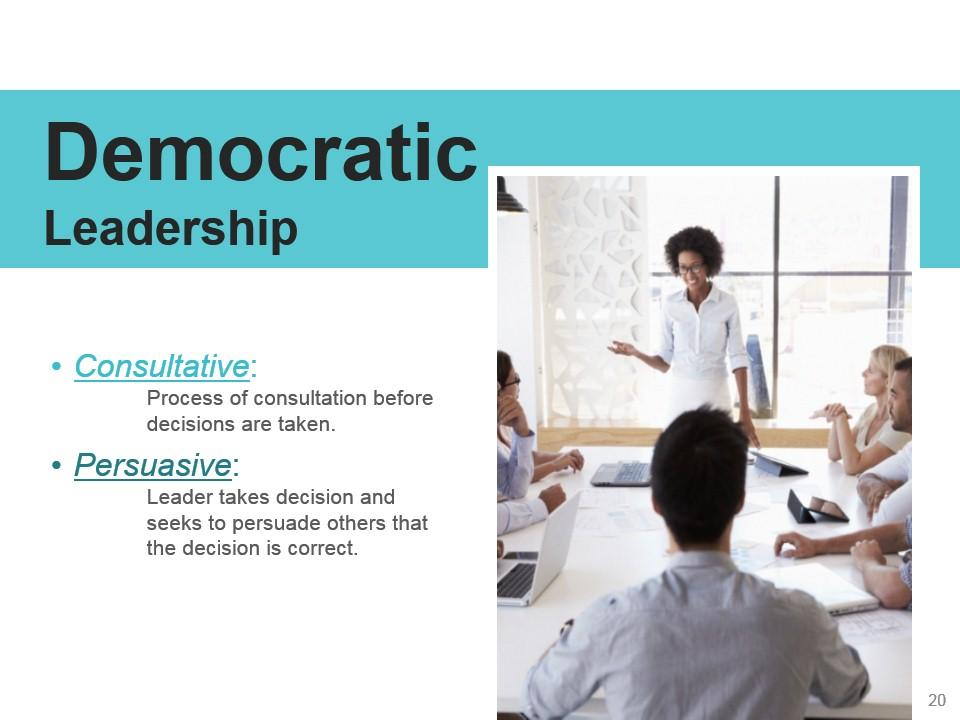 Democratic
Leadership
• Consultative:
Process of consultation before
decisions are taken.
• Persuasive:
Leader takes decision and
seeks to persuade others that
the decision is correct.
20